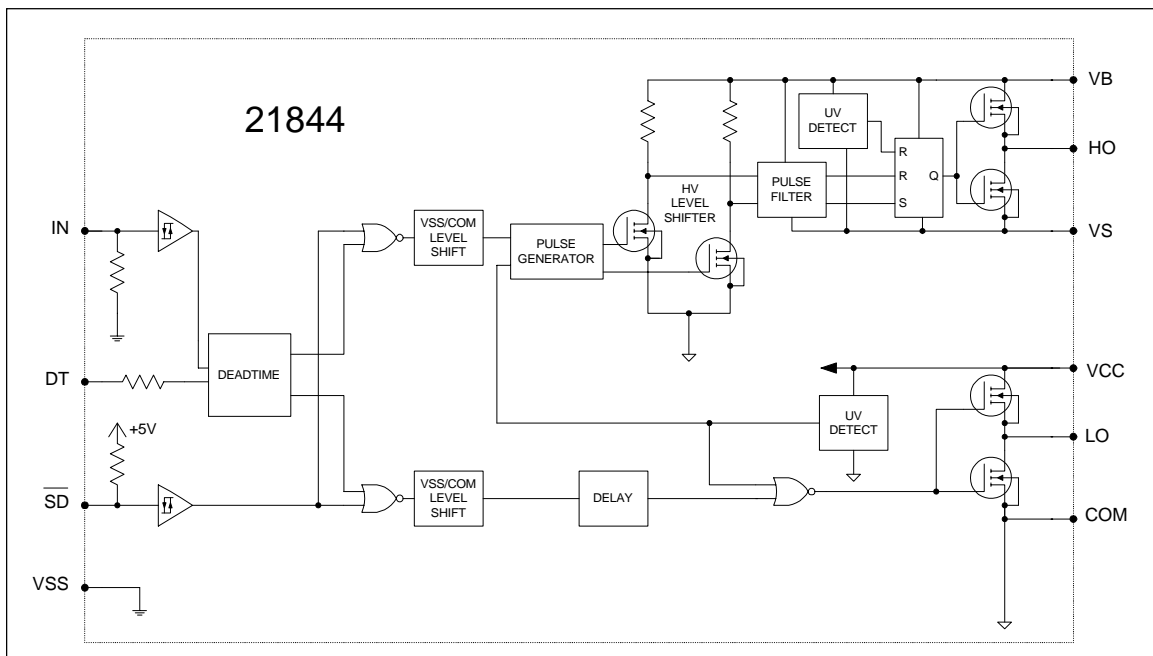 21844
VB
UV
DETECT
R
R
Q
S
HO
PULSE
FILTER
HV
LEVEL
SHIFTER
VS
IN
VSS/COM
LEVEL
SHIFT
PULSE
GENERATOR
DEADTIME
DT
+5V
SD
VCC
UV
DETECT
LO
VSS/COM
LEVEL
SHIFT
DELAY
COM
VSS